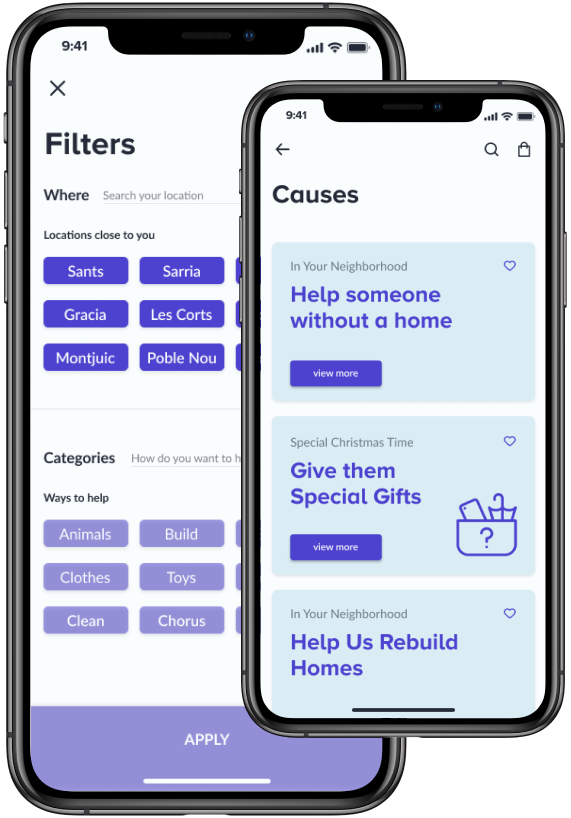 9:41
Filters
Where Search your location
Locations close to you
Sants Sarria
Gracia Les Corts
Montjuic Poble Nou
Categories How do you want to h
Ways to help
Animals Build
Clothes Toys
Clean Chorus
APPLY
9:41
Causes
In Your Neighborhood
Help someone
without a home
view more
Special Christmas Time
Give them
Special Gifts
?
view more
In Your Neighborhood
Help Us Rebuild
Homes